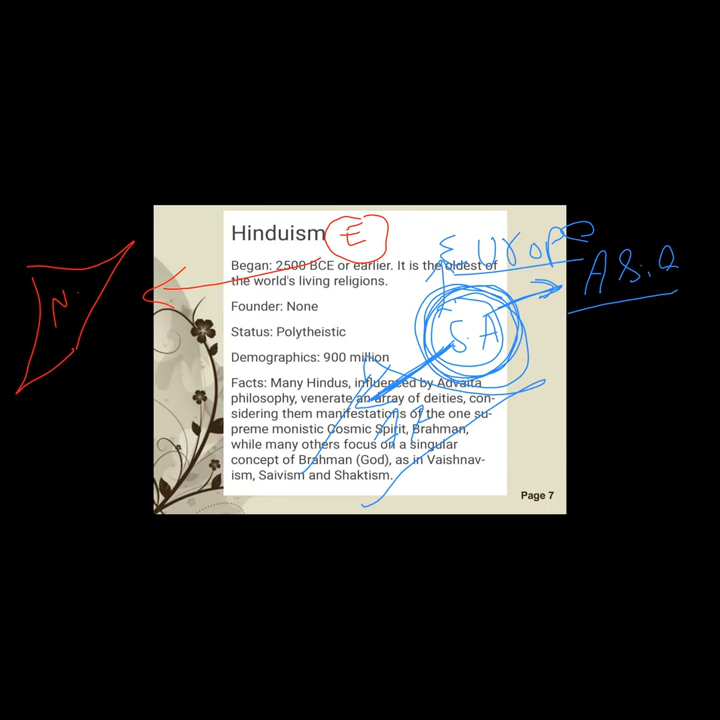 Hinduism E
Europe
Began: 2500 BCE or earlier. It is the oldest of
the world's living religions.
Asia
N.
Founder: None
Status: Polytheistic
S.A
Demographics: 900 million
Facts: Many Hindus, influenced by Advaita
philosophy, venerate an array of deities, con-
sidering them manifestations of the one su-
preme monistic Cosmic Spirit, Brahman,
while many others focus on a singular
concept of Brahman (God), as in Vaishnav-
ism, Saivism and Shaktism.
Page 7